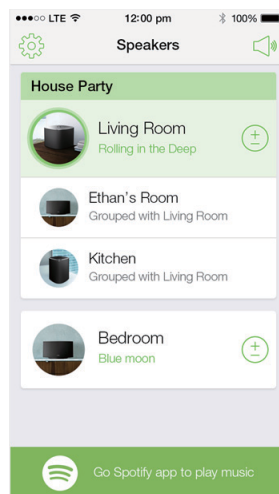 LTE 12:00 pm 100%
Speakers
House Party
Living Room
Rolling in the Deep
Ethan's Room
Grouped with Living Room
Kitchen
Grouped with Living Room
Bedroom
Blue moon
Go Spotify app to play music